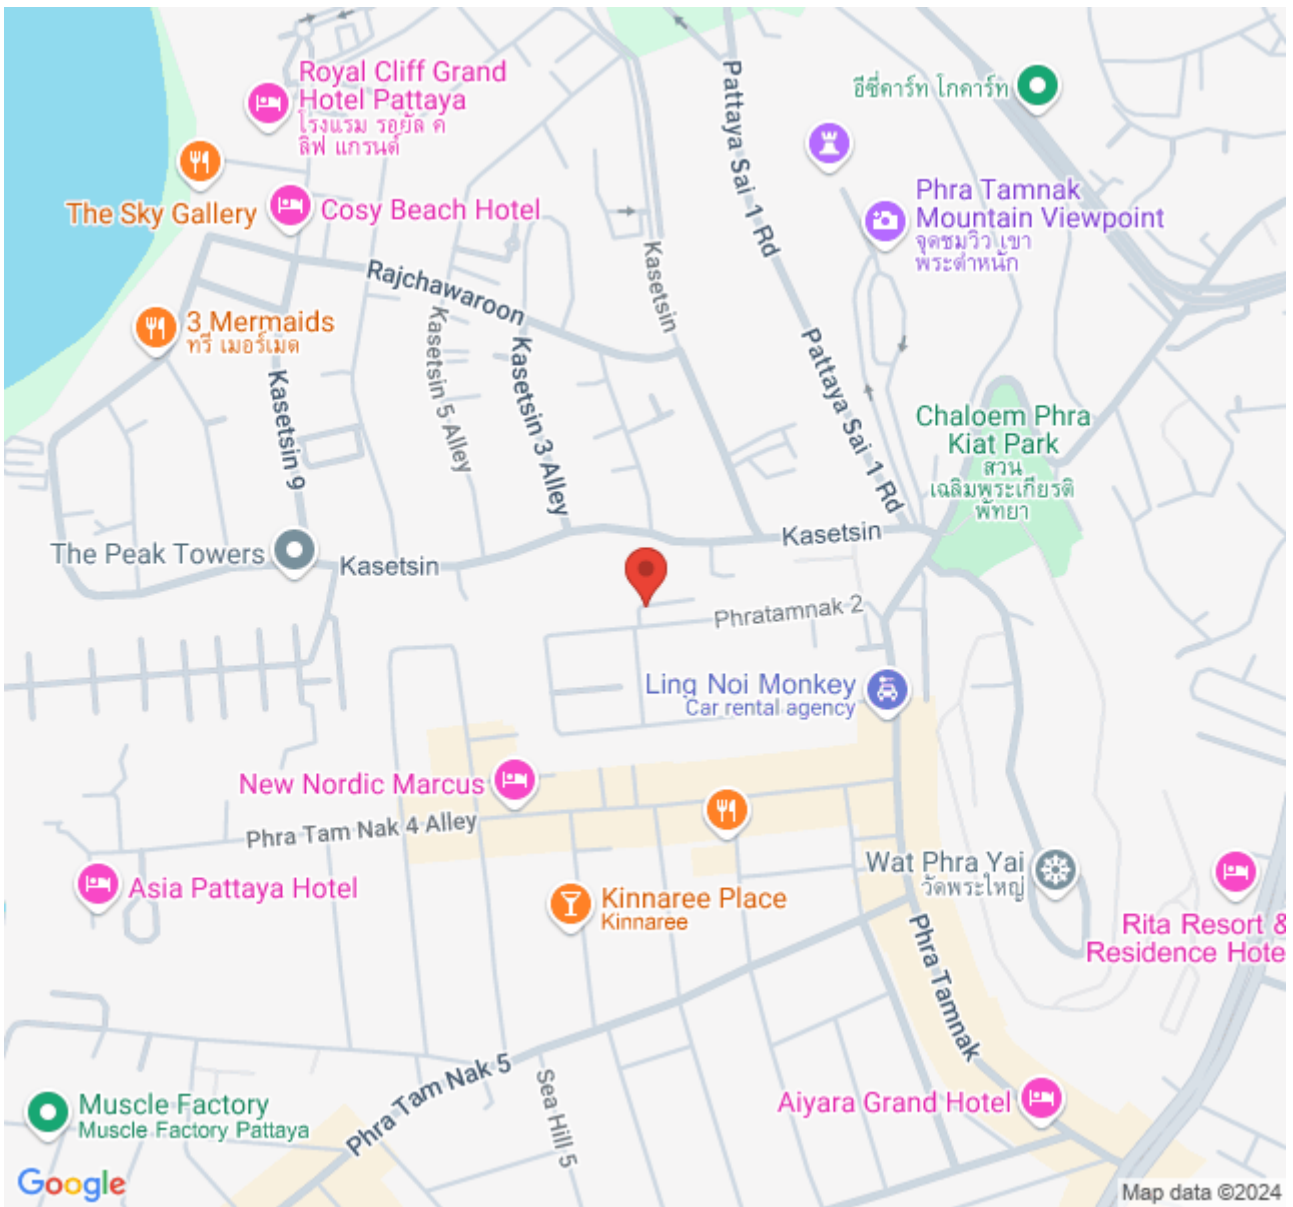 Royal Cliff Grand
Hotel Pattaya
โรงแรม รอยัล ค
ลิฟ แกรนด์
อีซี่คาร์ท โกคาร์ท
Pattaya Sai 1 Rd
The Sky Gallery
Cosy Beach Hotel
Phra Tamnak
Mountain Viewpoint
จุดชมวิว เขา
พระตำหนัก
Rajchawaroon
Kasetsin
3 Mermaids
ทรี เมอร์เมด
Kasetsin 9
Kasetsin 5 Alley
Kasetsin 3 Alley
Pattaya Sai 1 Rd
Chaloem Phra
Kiat Park
สวน
เฉลิมพระเกียรติ
พัทยา
The Peak Towers
Kasetsin
Kasetsin
Phratamnak 2
Ling Noi Monkey
Car rental agency
New Nordic Marcus
Phra Tam Nak 4 Alley
Asia Pattaya Hotel
Kinnaree Place
Kinnaree
Wat Phra Yai
วัดพระใหญ่
Rita Resort &
Residence Hote
Phra Tamnak
Phra Tam Nak 5
Sea Hill 5
Aiyara Grand Hotel
Muscle Factory
Muscle Factory Pattaya
Google
Map data ©2024